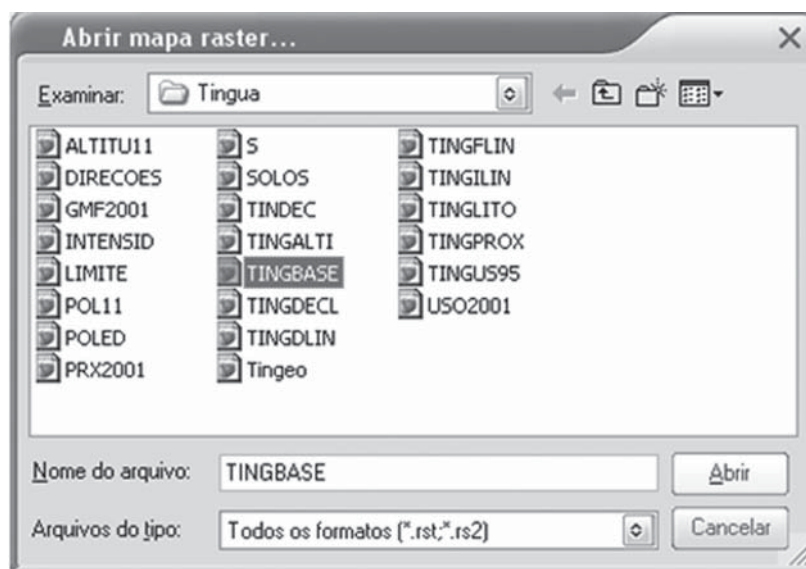 Abrir mapa raster...
Examinar: Tingua
ALTITU11 S TINGFLIN
DIRECOES SOLOS TINGILIN
GMF2001 TINDEC TINGLITO
INTENSID TINGALTI TINGPROX
LIMITE TINGBASE TINGUS95
POL11 TINGDECL USO2001
POLED TINGDLIN
PRX2001 Tingeo
Nome do arquivo: TINGBASE Abrir
Arquivos do tipo: Todos os formatos (*.rst;*.rs2) Cancelar